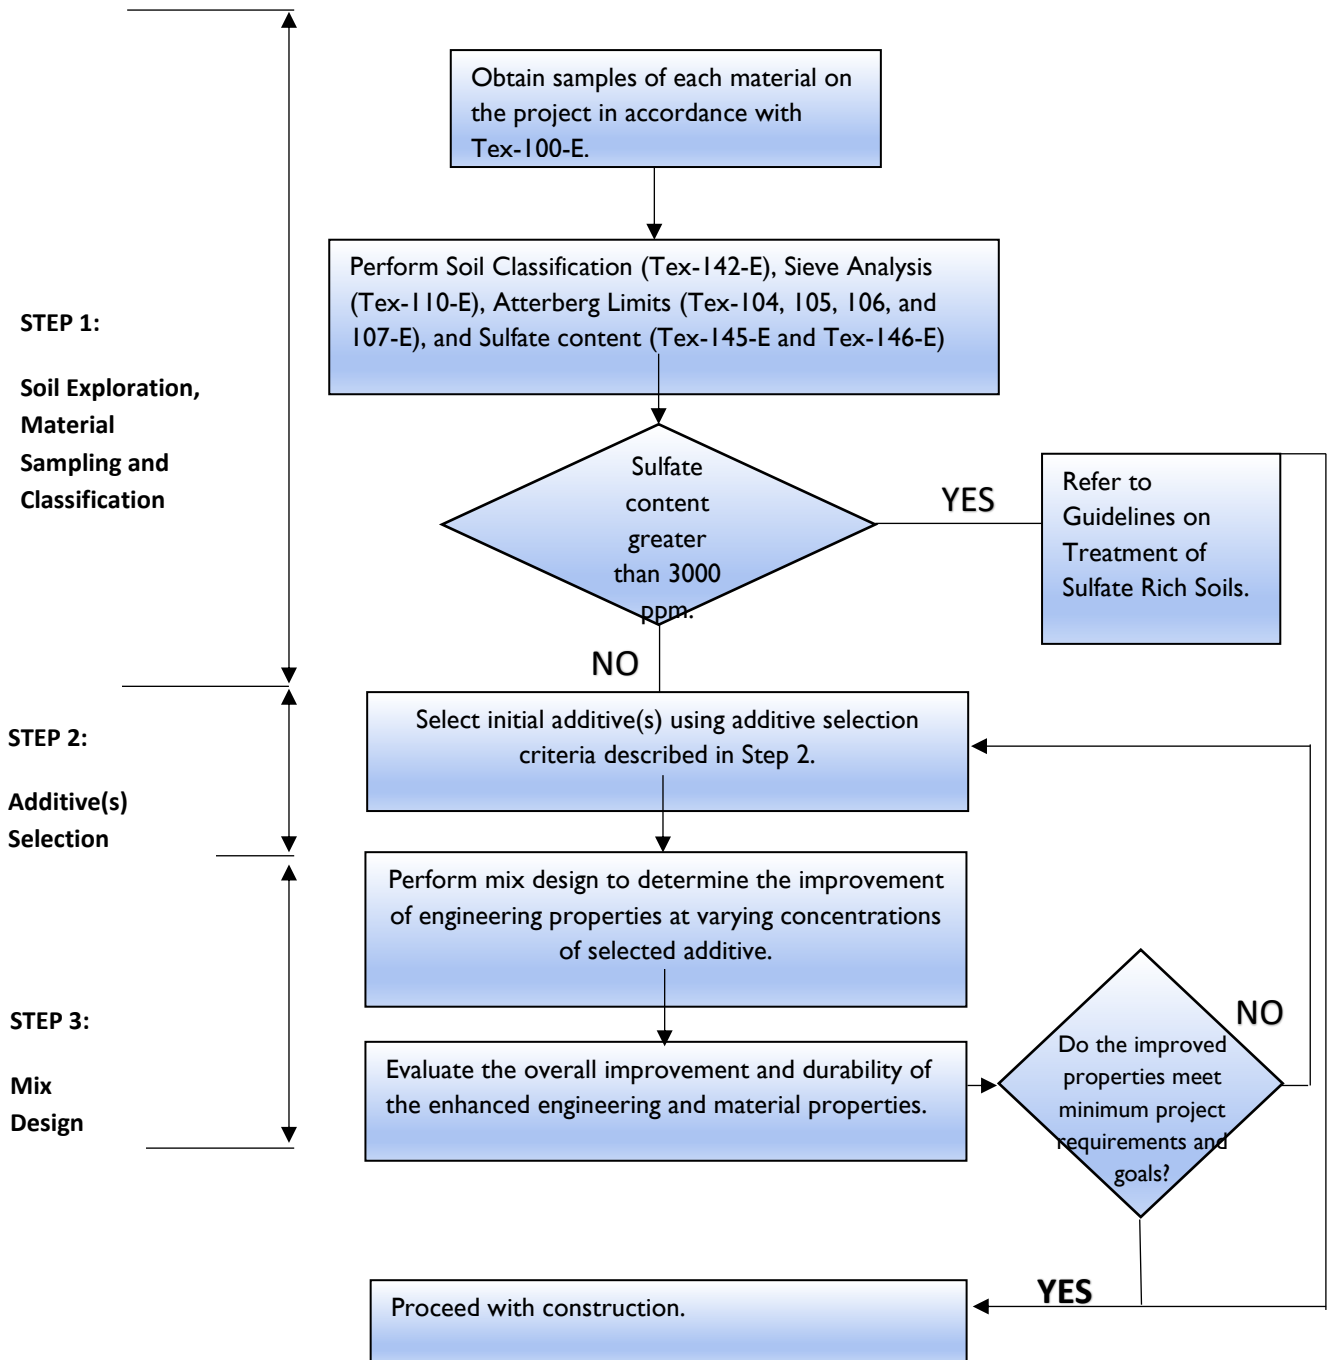 Obtain samples of each material on
the project in accordance with
Tex-100-E.
Perform Soil Classification (Tex-142-E), Sieve Analysis
(Tex-110-E), Atterberg Limits (Tex-104, 105, 106, and
107-E), and Sulfate content (Tex-145-E and Tex-146-E)
STEP 1:
Soil Exploration,
Material
Sampling and
Classification
Sulfate
content
greater
than 3000
ppm.
YES
Refer to
Guidelines on
Treatment of
Sulfate Rich Soils.
NO
STEP 2:
Additive(s)
Selection
Select initial additive(s) using additive selection
criteria described in Step 2.
Perform mix design to determine the improvement
of engineering properties at varying concentrations
of selected additive.
STEP 3:
Mix
Design
Evaluate the overall improvement and durability of
the enhanced engineering and material properties.
Do the improved
properties meet
minimum project
requirements and
goals?
NO
YES
Proceed with construction.